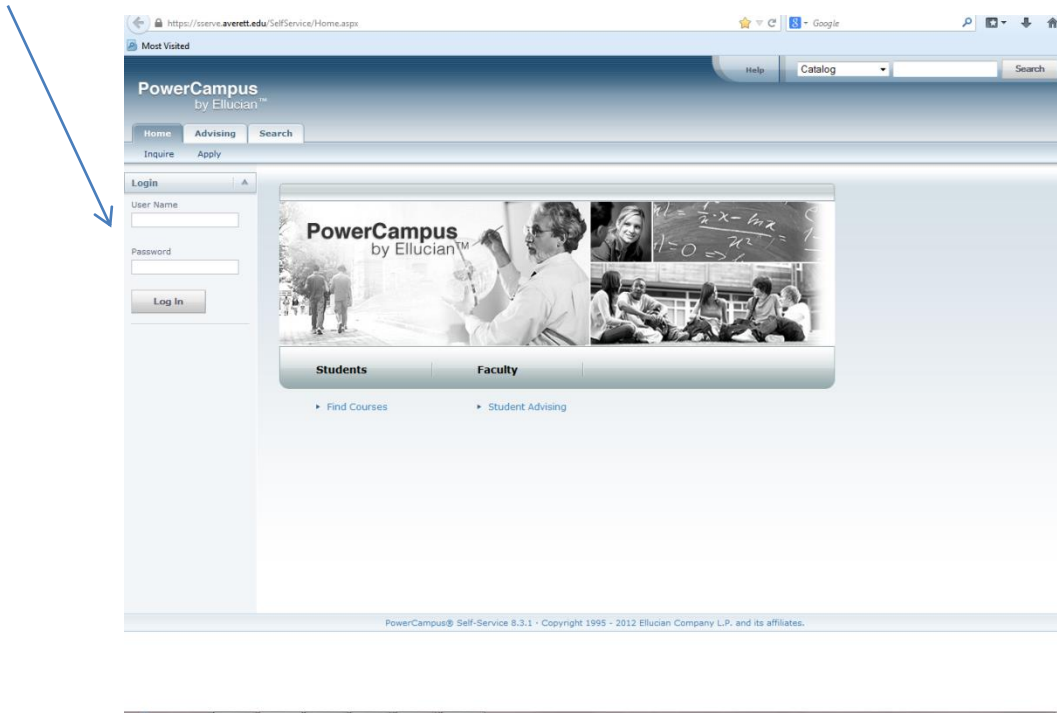 https://sserve.averett.edu/SelfService/Home.aspx
Google
Most Visited
Help
Catalog
Search
PowerCampus
by Ellucian™
Home Advising Search
Inquire Apply
Login
User Name
Password
Log In
PowerCampus
by Ellucian™
Students Faculty
Find Courses Student Advising
PowerCampus® Self-Service 8.3.1 · Copyright 1995 - 2012 Ellucian Company L.P. and its affiliates.